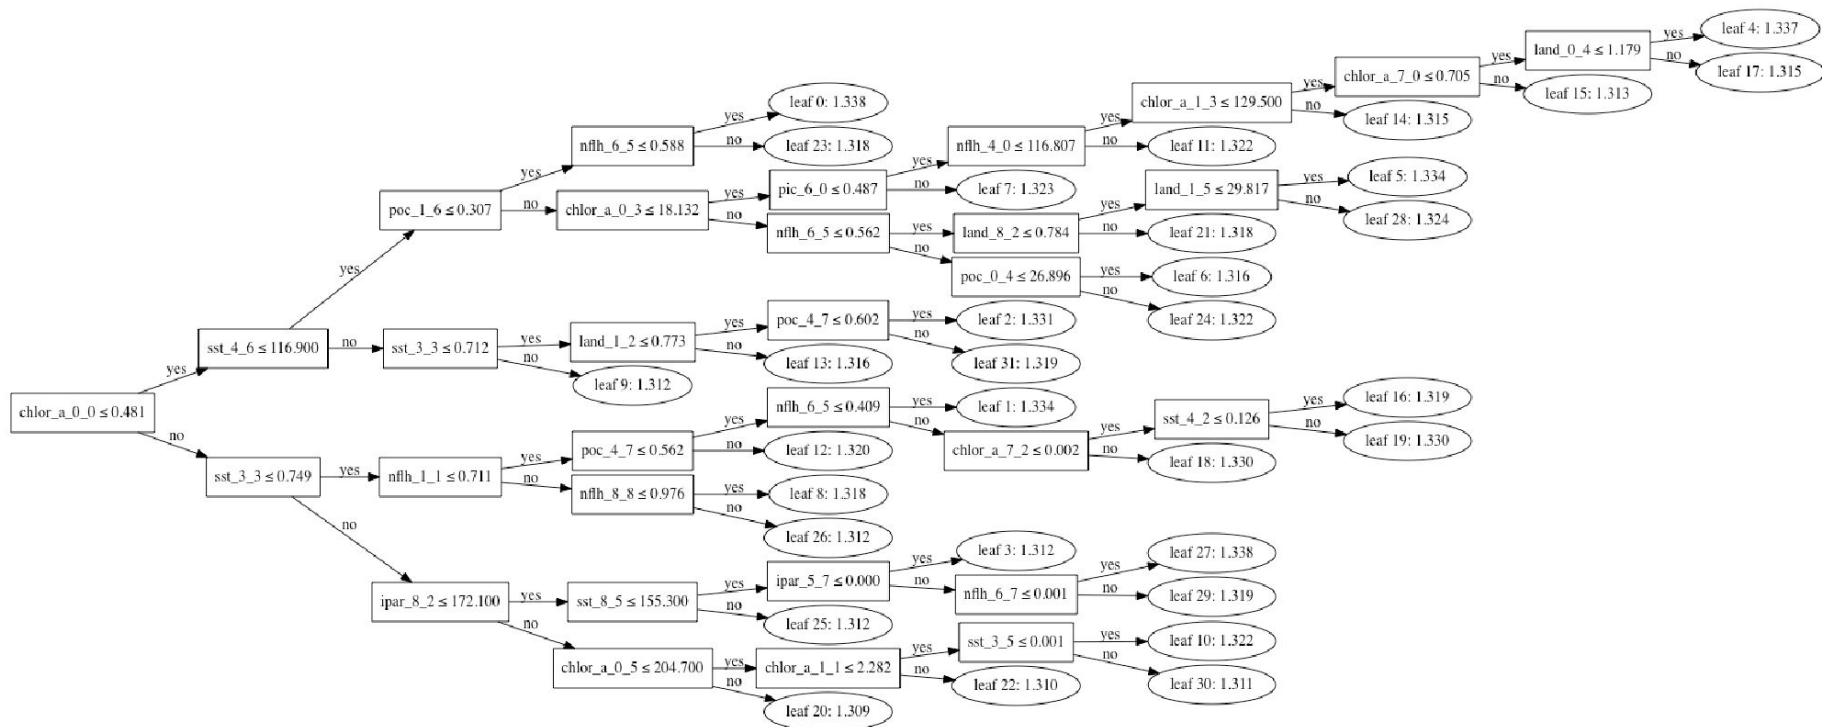 leaf 4: 1.337
land_0_4 ≤ 1.179
yes
no
leaf 17: 1.315
chlor_a_7_0 ≤ 0.705
yes
no
leaf 15: 1.313
chlor_a_1_3 ≤ 129.500
yes
no
leaf 14: 1.315
leaf 0: 1.338
nflh_6_5 ≤ 0.588
yes
no
leaf 23: 1.318
nflh_4_0 ≤ 116.807
yes
no
leaf 11: 1.322
poc_1_6 ≤ 0.307
yes
no
chlor_a_0_3 ≤ 18.132
yes
no
pic_6_0 ≤ 0.487
yes
no
leaf 7: 1.323
land_1_5 ≤ 29.817
yes
no
leaf 5: 1.334
leaf 28: 1.324
nflh_6_5 ≤ 0.562
yes
no
land_8_2 ≤ 0.784
yes
no
leaf 21: 1.318
poc_0_4 ≤ 26.896
yes
no
leaf 6: 1.316
leaf 24: 1.322
sst_4_6 ≤ 116.900
yes
no
sst_3_3 ≤ 0.712
yes
no
land_1_2 ≤ 0.773
yes
no
poc_4_7 ≤ 0.602
yes
no
leaf 2: 1.331
leaf 31: 1.319
leaf 13: 1.316
leaf 9: 1.312
chlor_a_0_0 ≤ 0.481
yes
no
nflh_6_5 ≤ 0.409
yes
no
leaf 1: 1.334
sst_4_2 ≤ 0.126
yes
no
leaf 16: 1.319
leaf 19: 1.330
poc_4_7 ≤ 0.562
yes
no
leaf 12: 1.320
chlor_a_7_2 ≤ 0.002
yes
no
leaf 18: 1.330
sst_3_3 ≤ 0.749
yes
no
nflh_1_1 ≤ 0.711
yes
no
nflh_8_8 ≤ 0.976
yes
no
leaf 8: 1.318
leaf 26: 1.312
ipar_8_2 ≤ 172.100
yes
no
sst_8_5 ≤ 155.300
yes
no
ipar_5_7 ≤ 0.000
yes
no
leaf 3: 1.312
nflh_6_7 ≤ 0.001
yes
no
leaf 27: 1.338
leaf 29: 1.319
leaf 25: 1.312
chlor_a_0_5 ≤ 204.700
yes
no
chlor_a_1_1 ≤ 2.282
yes
no
sst_3_5 ≤ 0.001
yes
no
leaf 10: 1.322
leaf 30: 1.311
leaf 22: 1.310
leaf 20: 1.309